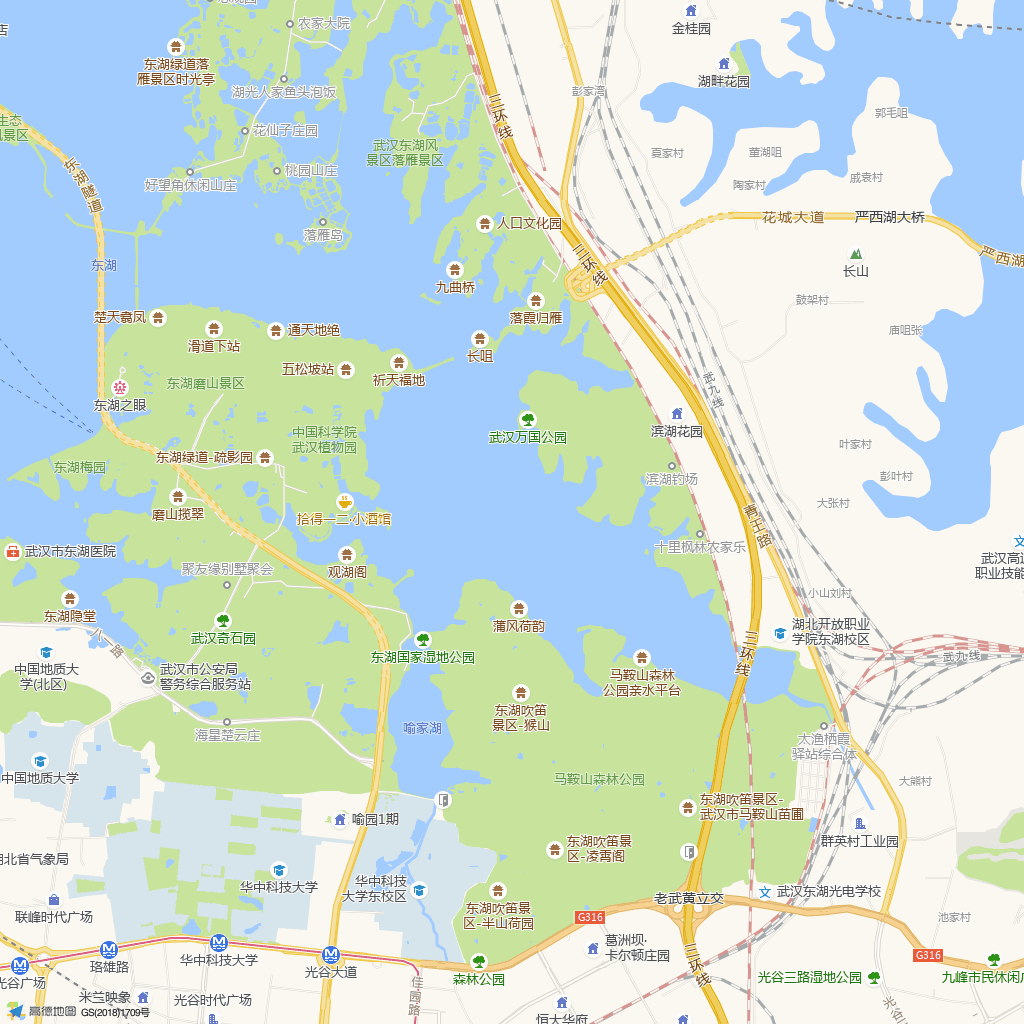 农家大院
金桂园
东湖绿道落
雁景区时光亭
湖畔花园
湖光人家鱼头泡饭
彭家湾
三环线
郭毛咀
生态
风景区
花仙子庄园
武汉东湖风
景区落雁景区
夏家村
董湖咀
东湖隧道
桃园山庄
好望角休闲山庄
陶家村
戚袁村
人口文化园
花城大道
严西湖大桥
落雁岛
三环线
严西湖
东湖
九曲桥
长山
楚天翕凤
落霞归雁
鼓架村
滑道下站
通天地绝
庙咀张
长咀
五松坡站
祈天福地
东湖磨山景区
武九线
东湖之眼
中国科学院
武汉植物园
武汉万国公园
滨湖花园
叶家村
东湖绿道-疏影园
东湖梅园
滨湖钓场
彭叶村
磨山揽翠
拾得一二·小酒馆
大张村
青王路
武汉市东湖医院
十里枫林农家乐
武汉高
职业技能
聚友缘别墅聚会
观湖阁
小山刘村
东湖隐堂
武汉奇石园
蒲风荷韵
湖北开放职业
学院东湖校区
八一路
东湖国家湿地公园
三环线
武九线
中国地质大
学(北区)
武汉市公安局
警务综合服务站
马鞍山森林
公园亲水平台
东湖吹笛
景区-猴山
喻家湖
海星楚云庄
大渔栖霞
驿站综合体
中国地质大学
马鞍山森林公园
大熊村
东湖吹笛景区-
武汉市马鞍山苗圃
喻园1期
东湖吹笛景
区-凌霄阁
群英村工业园
湖北省气象局
华中科技大学
华中科技
大学东校区
老武黄立交
武汉东湖光电学校
联峰时代广场
东湖吹笛景
区-半山荷园
G316
池家村
珞雄路
华中科技大学
光谷大道
葛洲坝·
卡尔顿庄园
三环线
G316
光谷广场
森林公园
光谷三路湿地公园
九峰市民休闲广
米兰映象
光谷时代广场
佳园路
光谷三
恒大华府
高德地图
GS(2018)1709号